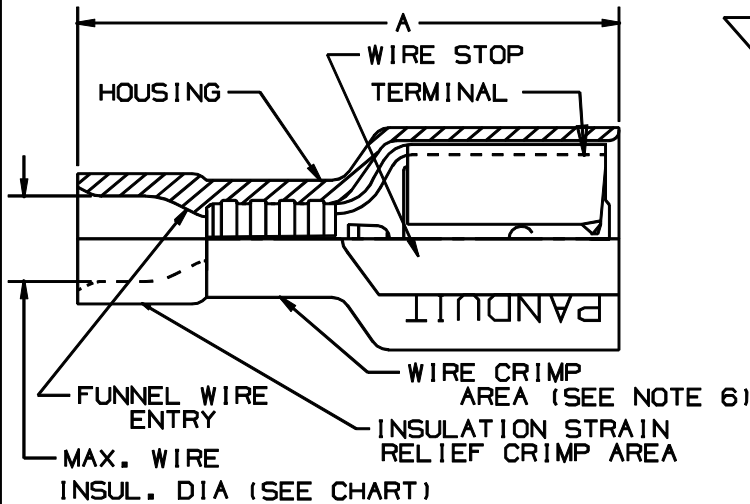 A
WIRE STOP
HOUSING
TERMINAL
PANDUIT
WIRE CRIMP
AREA (SEE NOTE 6)
FUNNEL WIRE
ENTRY
INSULATION STRAIN
RELIEF CRIMP AREA
MAX. WIRE
INSUL. DIA (SEE CHART)